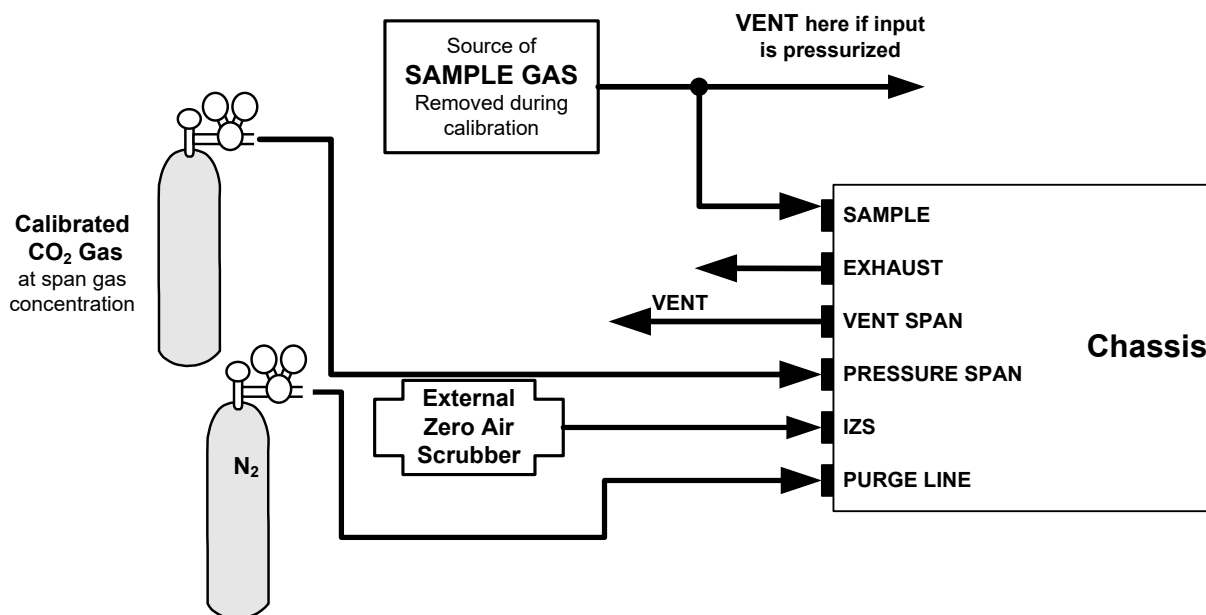 VENT here if input
is pressurized
Source of
SAMPLE GAS
Removed during
calibration
Calibrated
CO₂ Gas
at span gas
concentration
SAMPLE
EXHAUST
VENT
VENT SPAN
Chassis
PRESSURE SPAN
External
Zero Air
Scrubber
IZS
N₂
PURGE LINE